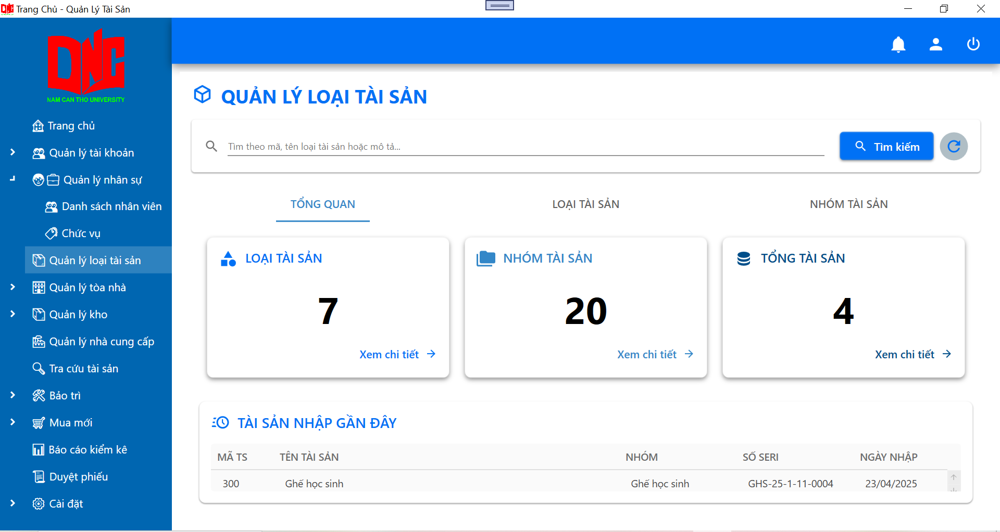 Trang Chủ - Quản Lý Tài Sản
DNC
NAM CAN THO UNIVERSITY
Trang chủ
Quản lý tài khoản
Quản lý nhân sự
Danh sách nhân viên
Chức vụ
Quản lý loại tài sản
Quản lý tòa nhà
Quản lý kho
Quản lý nhà cung cấp
Tra cứu tài sản
Bảo trì
Mua mới
Báo cáo kiểm kê
Duyệt phiếu
Cài đặt
QUẢN LÝ LOẠI TÀI SẢN
Tìm theo mã, tên loại tài sản hoặc mô tả...
Tìm kiếm
TỔNG QUAN LOẠI TÀI SẢN NHÓM TÀI SẢN
LOẠI TÀI SẢN
7
Xem chi tiết
NHÓM TÀI SẢN
20
Xem chi tiết
TỔNG TÀI SẢN
4
Xem chi tiết
TÀI SẢN NHẬP GẦN ĐÂY
MÃ TS TÊN TÀI SẢN NHÓM SỐ SERI NGÀY NHẬP
300 Ghế học sinh Ghế học sinh GHS-25-1-11-0004 23/04/2025